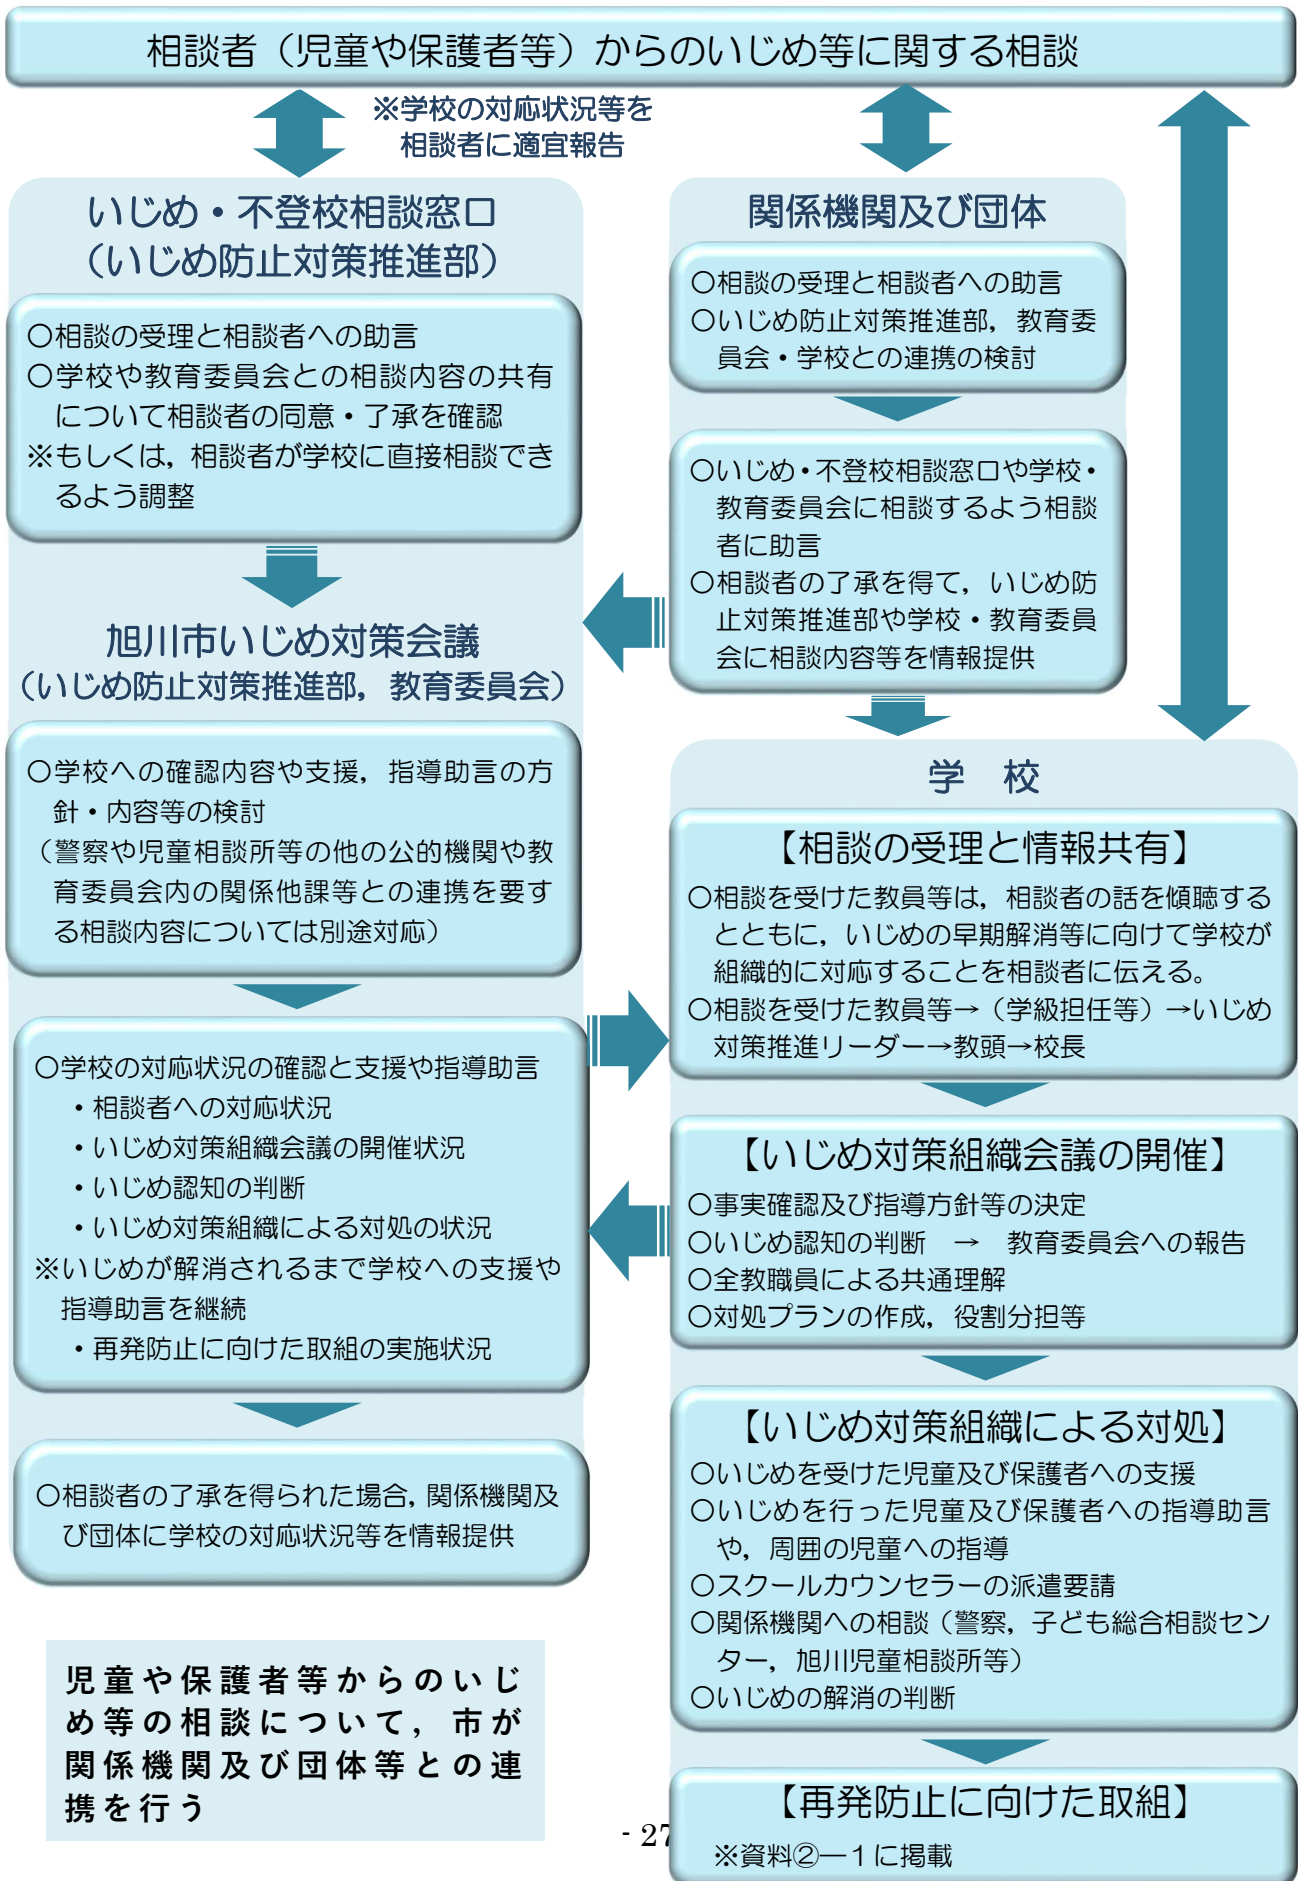 相談者（児童や保護者等）からのいじめ等に関する相談
※学校の対応状況等を
相談者に適宜報告
いじめ・不登校相談窓口
（いじめ防止対策推進部）
〇相談の受理と相談者への助言
〇学校や教育委員会との相談内容の共有
について相談者の同意・了承を確認
※もしくは，相談者が学校に直接相談でき
るよう調整
旭川市いじめ対策会議
（いじめ防止対策推進部，教育委員会）
〇学校への確認内容や支援，指導助言の方
針・内容等の検討
（警察や児童相談所等の他の公的機関や教
育委員会内の関係他課等との連携を要す
る相談内容については別途対応）
〇学校の対応状況の確認と支援や指導助言
・相談者への対応状況
・いじめ対策組織会議の開催状況
・いじめ認知の判断
・いじめ対策組織による対処の状況
※いじめが解消されるまで学校への支援や
指導助言を継続
・再発防止に向けた取組の実施状況
〇相談者の了承を得られた場合，関係機関及
び団体に学校の対応状況等を情報提供
児童や保護者等からのいじ
め等の相談について，市が
関係機関及び団体等との連
携を行う
関係機関及び団体
〇相談の受理と相談者への助言
〇いじめ防止対策推進部，教育委
員会・学校との連携の検討
〇いじめ・不登校相談窓口や学校・
教育委員会に相談するよう相談
者に助言
〇相談者の了承を得て，いじめ防
止対策推進部や学校・教育委員
会に相談内容等を情報提供
学　校
【相談の受理と情報共有】
〇相談を受けた教員等は，相談者の話を傾聴する
とともに，いじめの早期解消等に向けて学校が
組織的に対応することを相談者に伝える。
〇相談を受けた教員等→（学級担任等）→いじめ
対策推進リーダー→教頭→校長
【いじめ対策組織会議の開催】
〇事実確認及び指導方針等の決定
〇いじめ認知の判断　→　教育委員会への報告
〇全教職員による共通理解
〇対処プランの作成，役割分担等
【いじめ対策組織による対処】
〇いじめを受けた児童及び保護者への支援
〇いじめを行った児童及び保護者への指導助言
や，周囲の児童への指導
〇スクールカウンセラーの派遣要請
〇関係機関への相談（警察，子ども総合相談セン
ター，旭川児童相談所等）
〇いじめの解消の判断
【再発防止に向けた取組】
※資料②―１に掲載
- 27